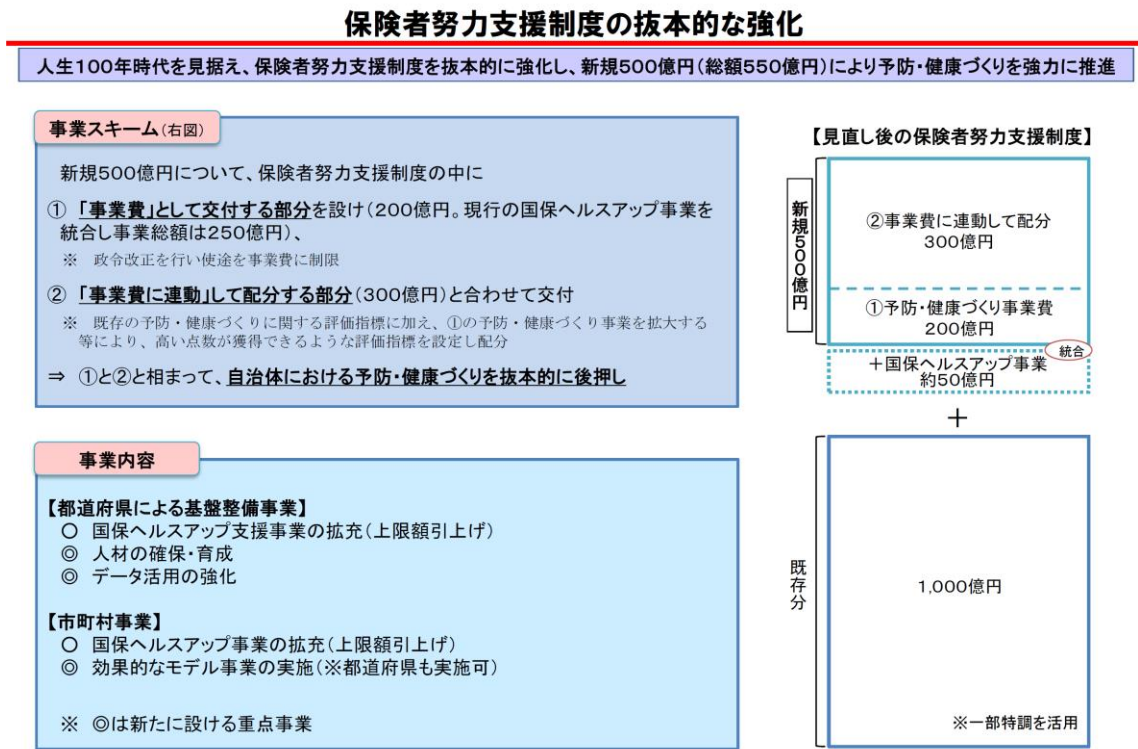 保険者努力支援制度の抜本的な強化
人生100年時代を見据え、保険者努力支援制度を抜本的に強化し、新規500億円(総額550億円)により予防・健康づくりを強力に推進
事業スキーム(右図)
新規500億円について、保険者努力支援制度の中に
① 「事業費」として交付する部分を設け(200億円。現行の国保ヘルスアップ事業を
統合し事業総額は250億円)、
※ 政令改正を行い使途を事業費に制限
② 「事業費に連動」して配分する部分(300億円)と合わせて交付
※ 既存の予防・健康づくりに関する評価指標に加え、①の予防・健康づくり事業を拡大する
等により、高い点数が獲得できるような評価指標を設定し配分
⇒ ①と②と相まって、自治体における予防・健康づくりを抜本的に後押し
事業内容
【都道府県による基盤整備事業】
○ 国保ヘルスアップ支援事業の拡充(上限額引上げ)
◎ 人材の確保・育成
◎ データ活用の強化
【市町村事業】
○ 国保ヘルスアップ事業の拡充(上限額引上げ)
◎ 効果的なモデル事業の実施(※都道府県も実施可)
※ ◎は新たに設ける重点事業
【見直し後の保険者努力支援制度】
新規500億円
②事業費に連動して配分
300億円
①予防・健康づくり事業費
200億円
統合
+国保ヘルスアップ事業
約50億円
+
既存分
1,000億円
※一部特調を活用